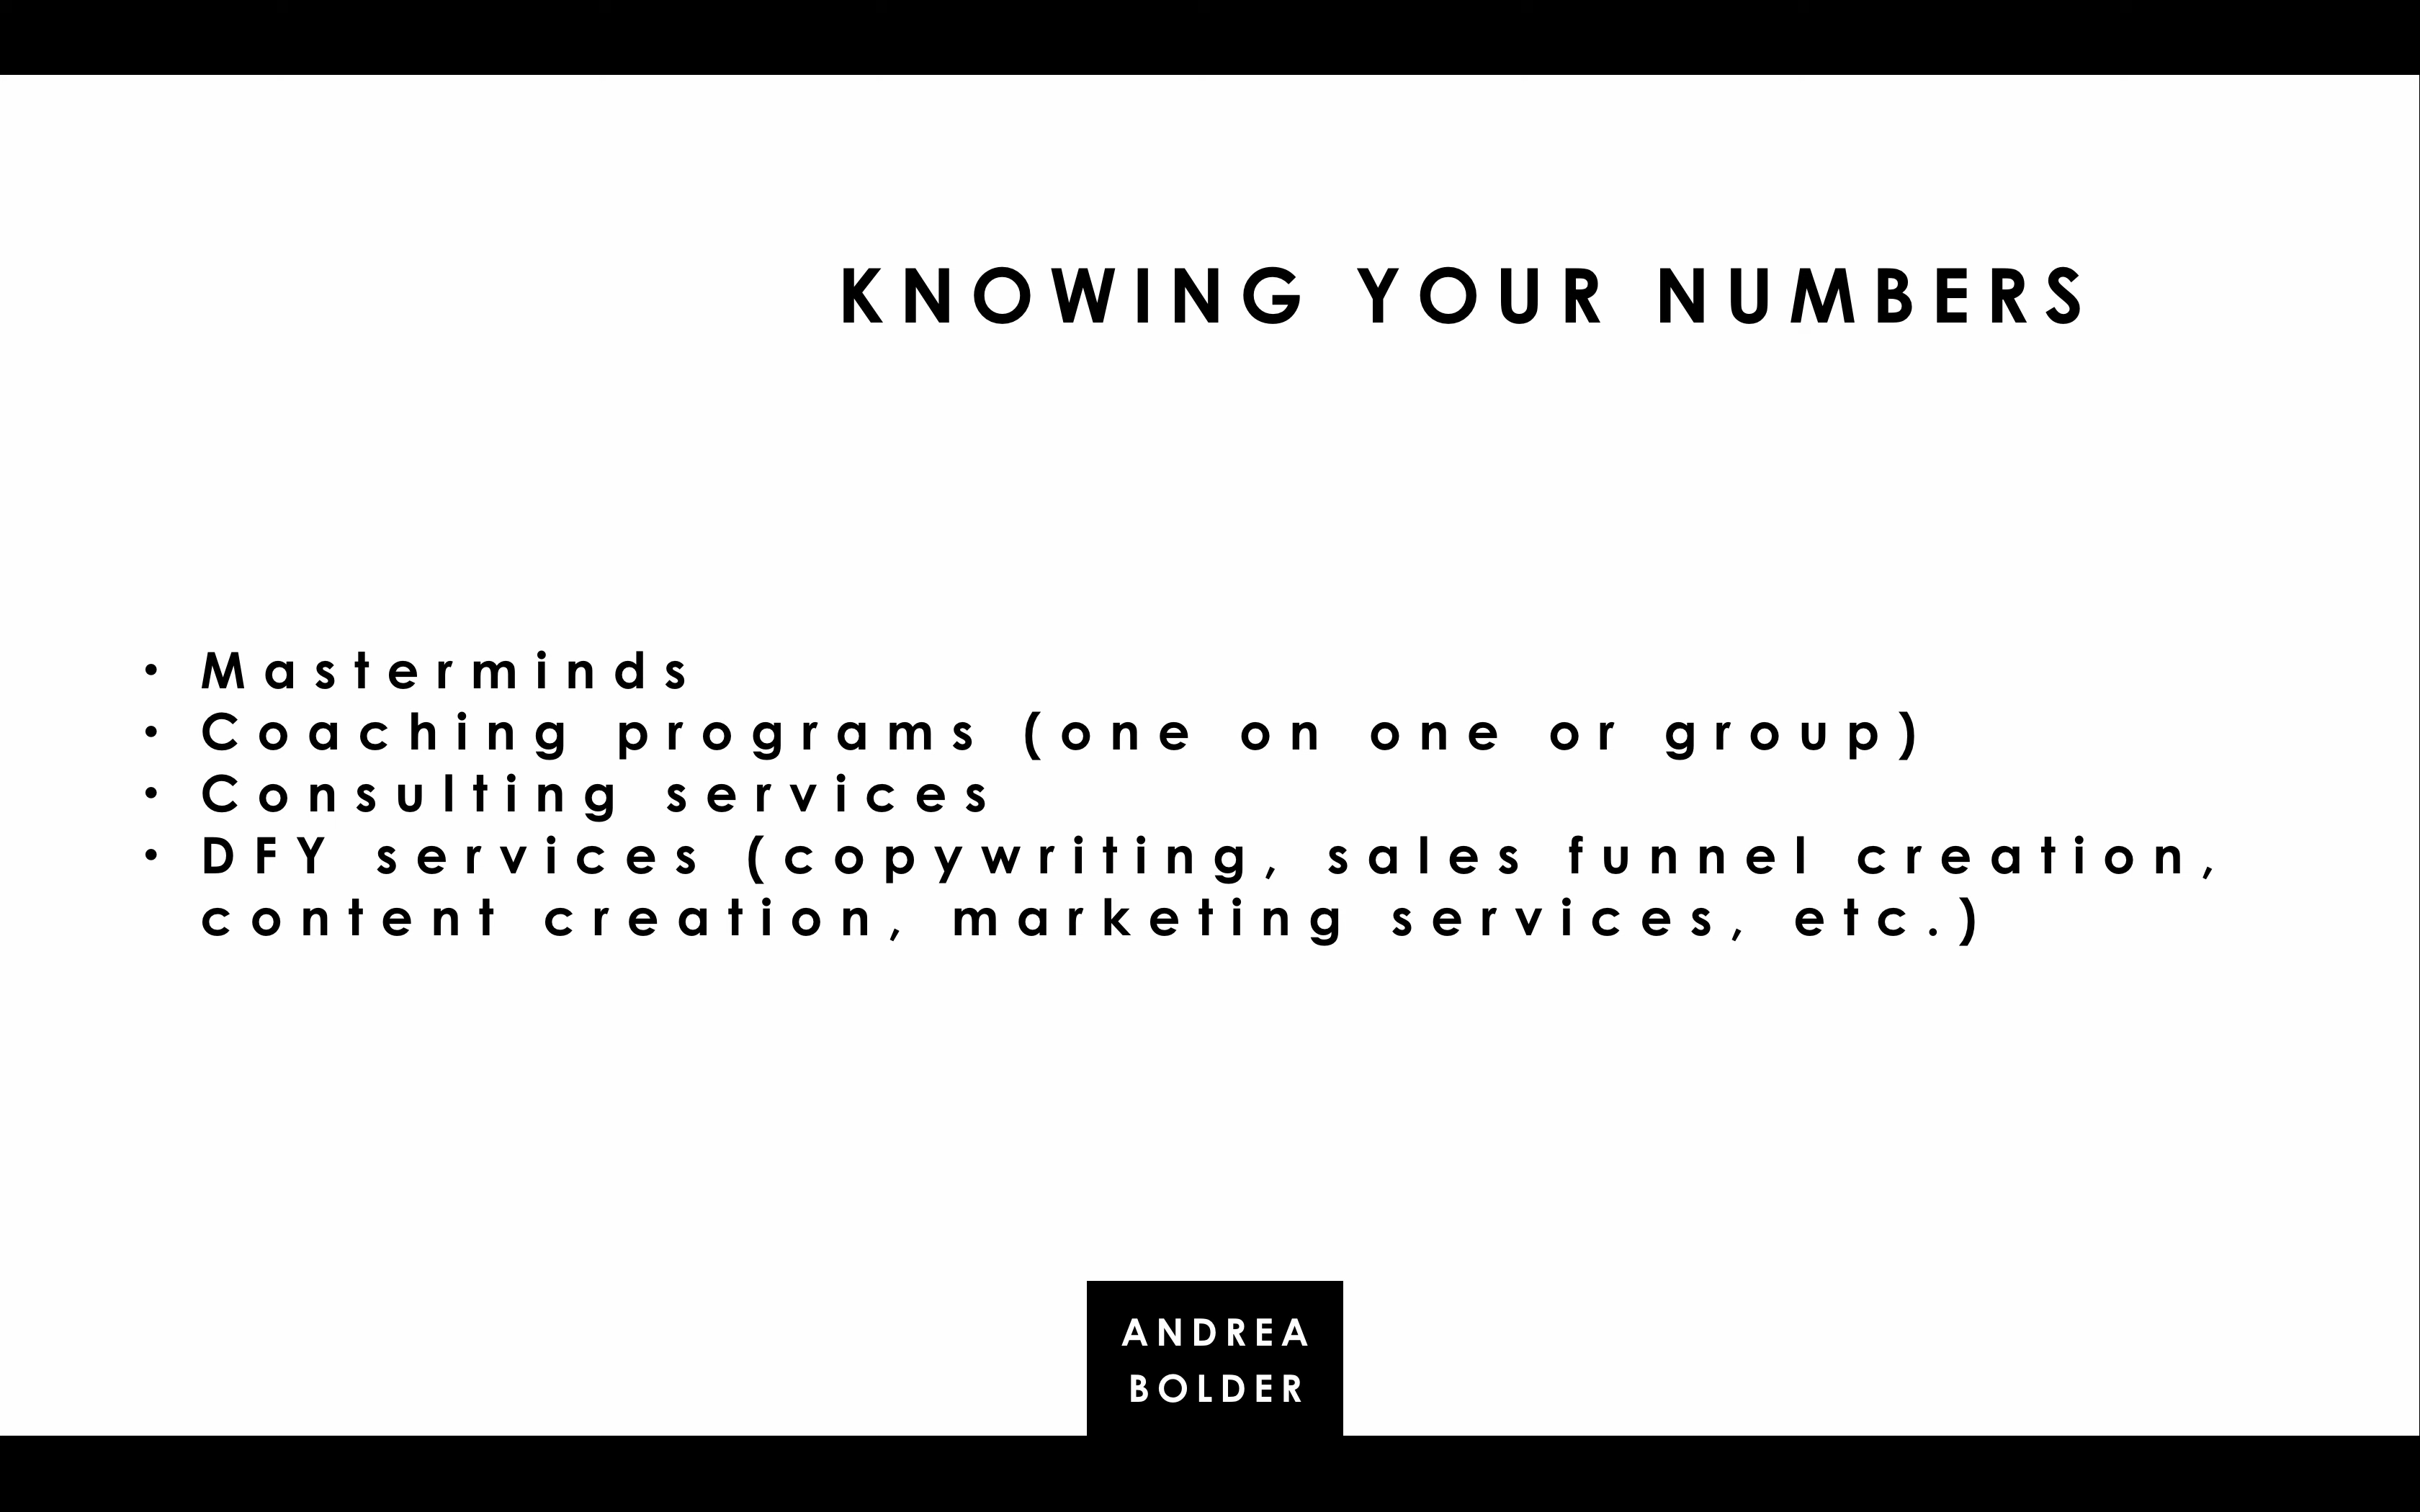 KNOWING YOUR NUMBERS
• Masterminds
• Coaching programs (one on one or group)
• Consulting services
• DFY services (copywriting, sales funnel creation,
content creation, marketing services, etc.)
ANDREA
BOLDER